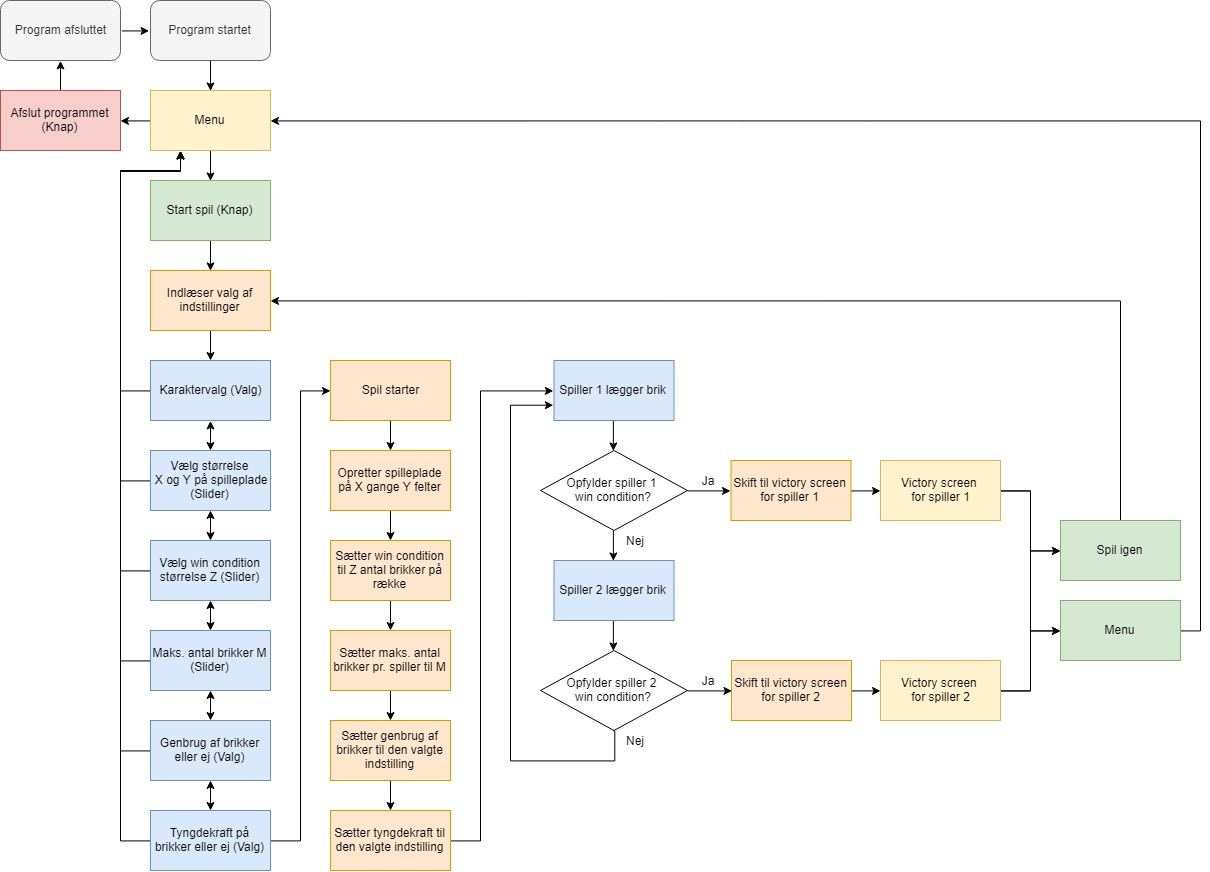 Program afsluttet
Program startet
Afslut programmet
(Knap)
Menu
Start spil (Knap)
Indlæser valg af
indstillinger
Karaktervalg (Valg)
Vælg størrelse
X og Y på spilleplade
(Slider)
Vælg win condition
størrelse Z (Slider)
Maks. antal brikker M
(Slider)
Genbrug af brikker
eller ej (Valg)
Tyngdekraft på
brikker eller ej (Valg)
Spil starter
Opretter spilleplade
på X gange Y felter
Sætter win condition
til Z antal brikker på
række
Sætter maks. antal
brikker pr. spiller til M
Sætter genbrug af
brikker til den valgte
indstilling
Sætter tyngdekraft til
den valgte indstilling
Spiller 1 lægger brik
Opfylder spiller 1
win condition?
Ja
Skift til victory screen
for spiller 1
Victory screen
for spiller 1
Nej
Spiller 2 lægger brik
Opfylder spiller 2
win condition?
Ja
Skift til victory screen
for spiller 2
Victory screen
for spiller 2
Nej
Spil igen
Menu